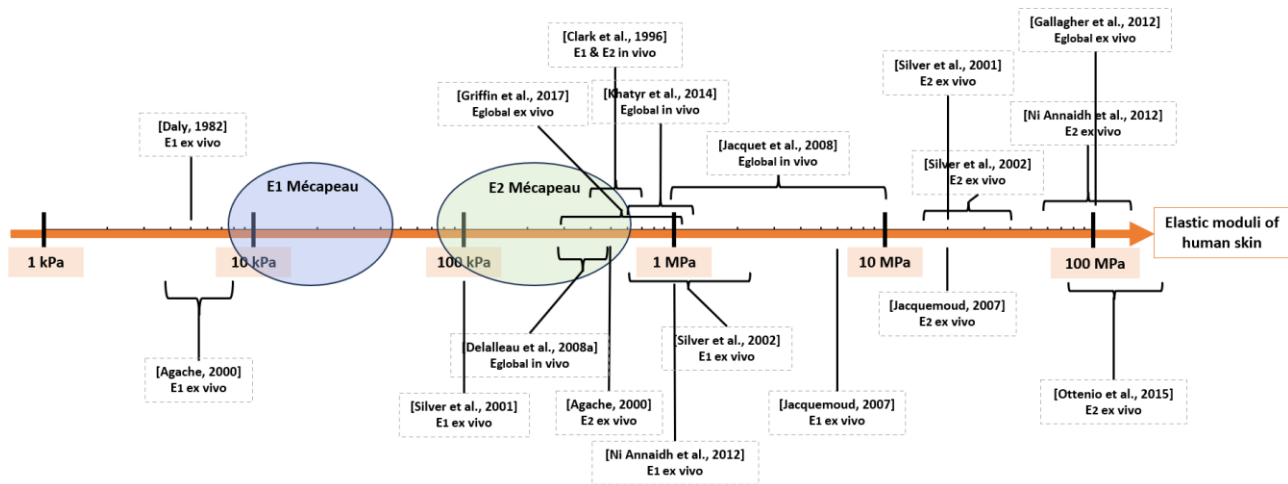 [Clark et al., 1996]
E1 & E2 in vivo
[Gallagher et al., 2012]
Eglobal ex vivo
[Silver et al., 2001]
E2 ex vivo
[Griffin et al., 2017]
Eglobal ex vivo
[Khatyr et al., 2014]
Eglobal in vivo
[Ni Annaidh et al., 2012]
E2 ex vivo
[Daly, 1982]
E1 ex vivo
[Jacquet et al., 2008]
Eglobal in vivo
[Silver et al., 2002]
E2 ex vivo
E1 Mécapeau
E2 Mécapeau
Elastic moduli of
human skin
1 kPa
10 kPa
100 kPa
1 MPa
10 MPa
100 MPa
[Jacquemoud, 2007]
E2 ex vivo
[Delalleau et al., 2008a]
Eglobal in vivo
[Silver et al., 2002]
E1 ex vivo
[Agache, 2000]
E1 ex vivo
[Silver et al., 2001]
E1 ex vivo
[Agache, 2000]
E2 ex vivo
[Jacquemoud, 2007]
E1 ex vivo
[Ottenio et al., 2015]
E2 ex vivo
[Ni Annaidh et al., 2012]
E1 ex vivo